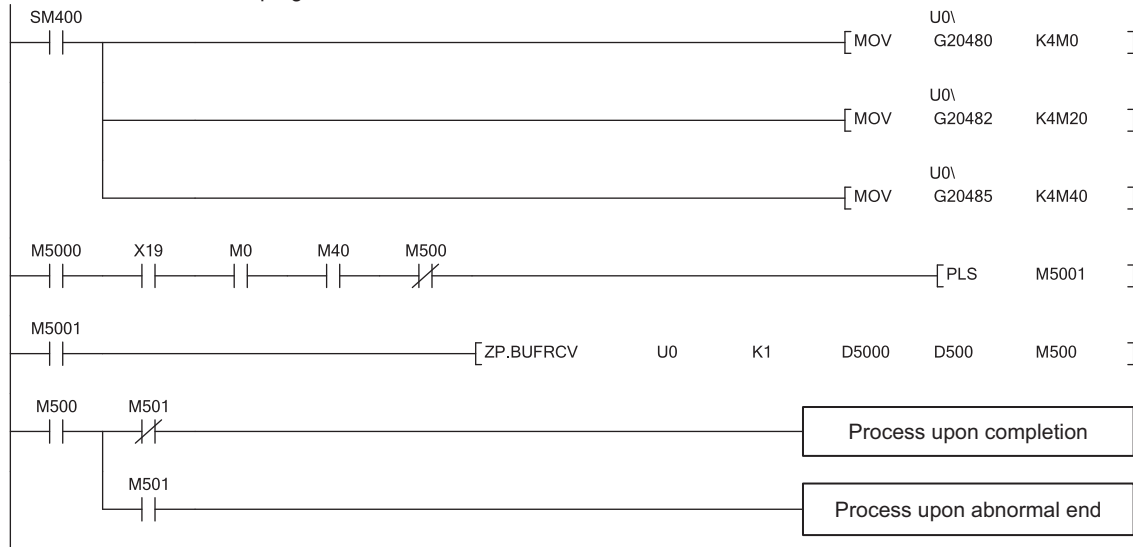 SM400
U0\
MOV G20480 K4M0
U0\
MOV G20482 K4M20
U0\
MOV G20485 K4M40
M5000 X19 M0 M40 M500
PLS M5001
M5001
ZP.BUFRCV U0 K1 D5000 D500 M500
M500 M501
Process upon completion
M501
Process upon abnormal end